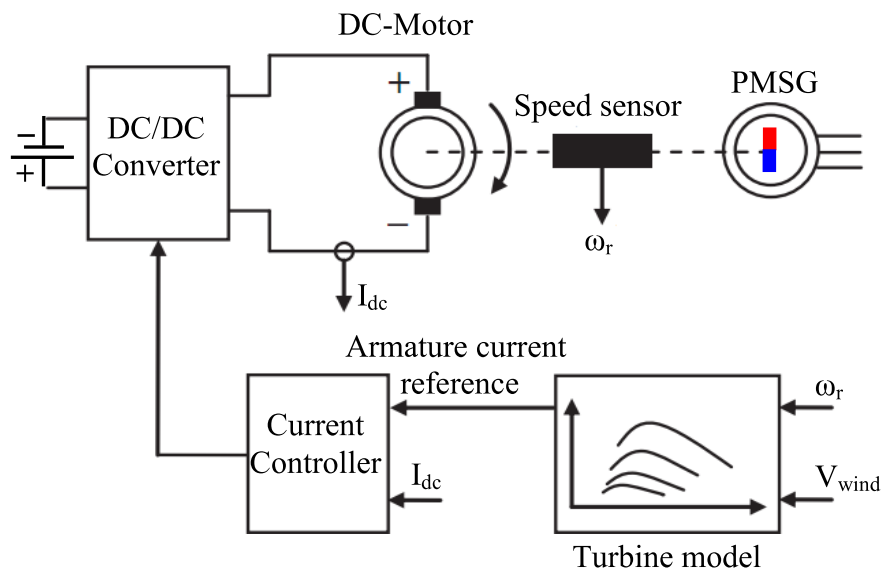 DC-Motor
PMSG
Speed sensor
+
DC/DC
Converter
−
+
−
ωr
Idc
Armature current
reference
ωr
Current
Controller
Idc
Vwind
Turbine model